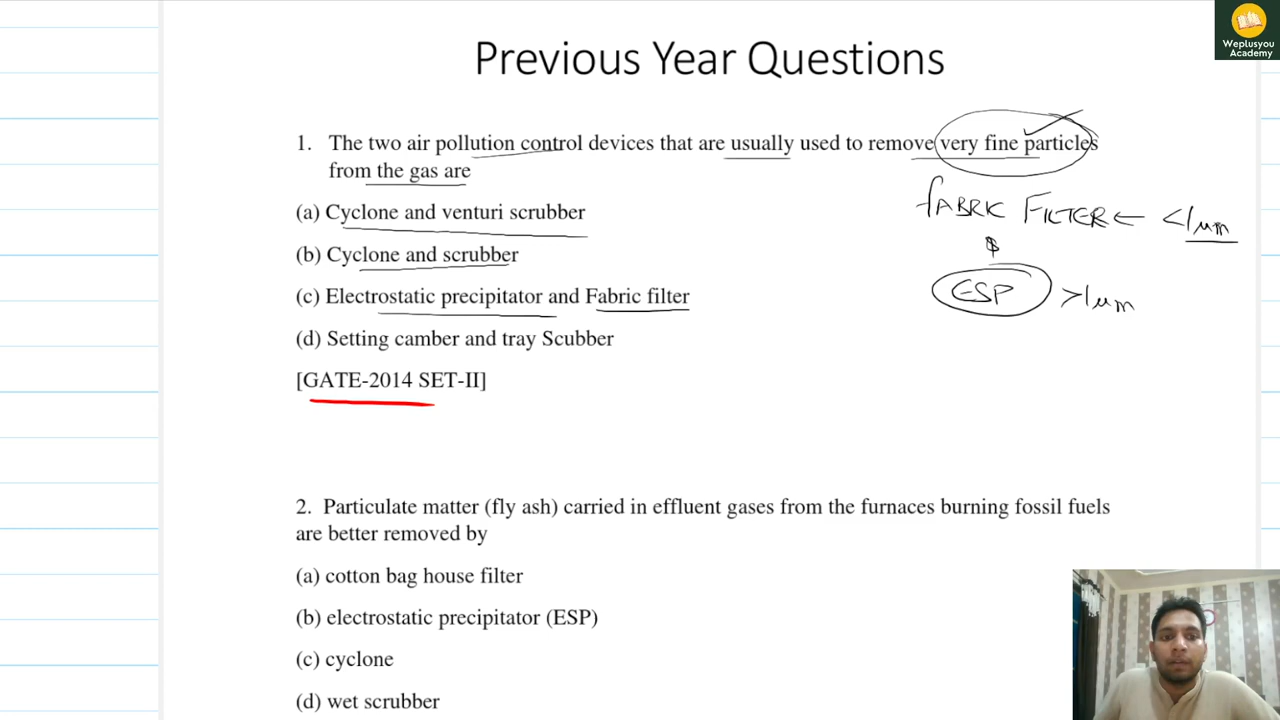 Weplusyou
Academy
Previous Year Questions
1. The two air pollution control devices that are usually used to remove very fine particles
from the gas are
(a) Cyclone and venturi scrubber
(b) Cyclone and scrubber
(c) Electrostatic precipitator and Fabric filter
(d) Setting camber and tray Scubber
[GATE-2014 SET-II]
FABRIC FILTER ← <1μm
$
ESP >1μm
2. Particulate matter (fly ash) carried in effluent gases from the furnaces burning fossil fuels
are better removed by
(a) cotton bag house filter
(b) electrostatic precipitator (ESP)
(c) cyclone
(d) wet scrubber